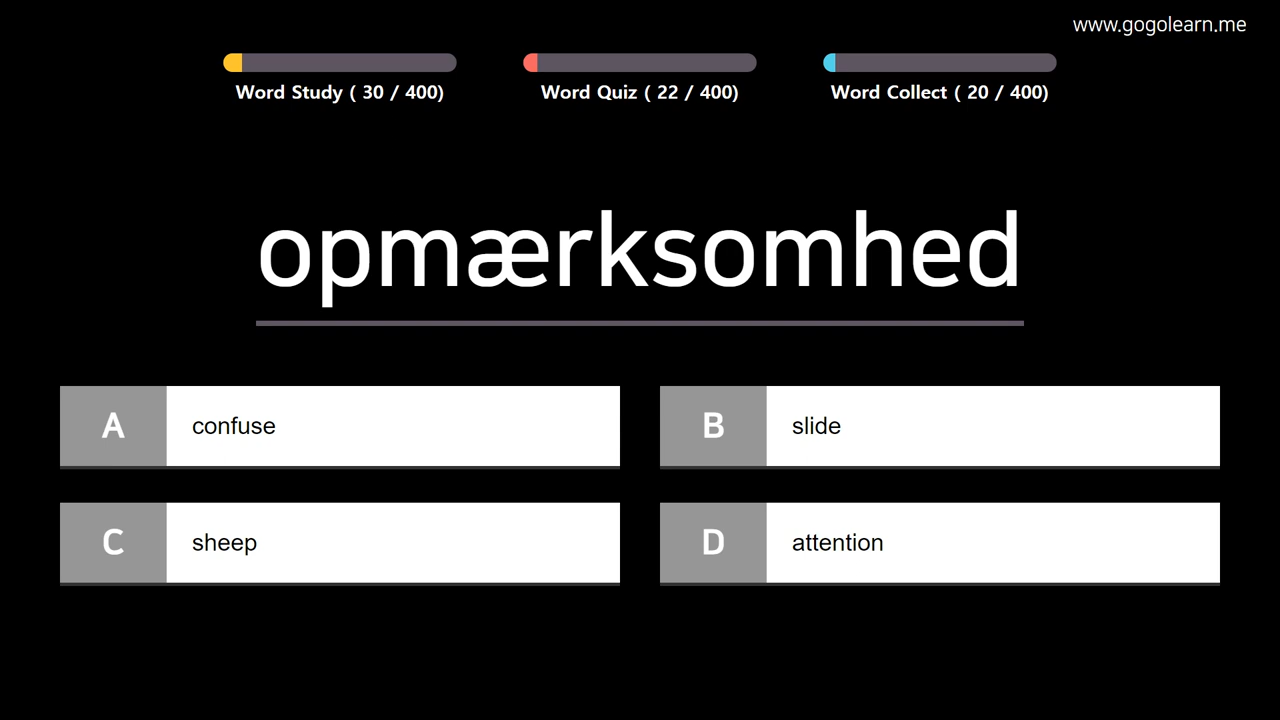 www.gogolearn.me
Word Study ( 30 / 400)
Word Quiz ( 22 / 400)
Word Collect ( 20 / 400)
opmærksomhed
A confuse
B slide
C sheep
D attention